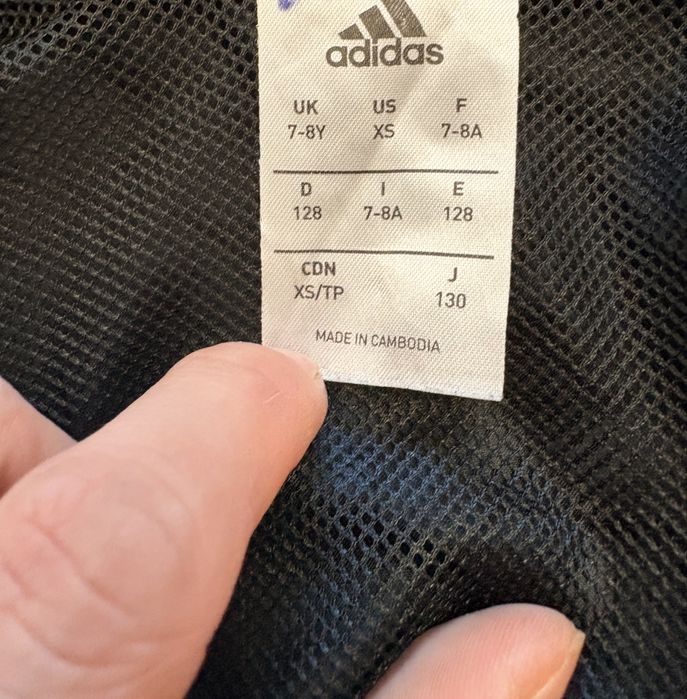 adidas
UK US F
7-8Y XS 7-8A
D I E
128 7-8A 128
CDN J
XS/TP 130
MADE IN CAMBODIA